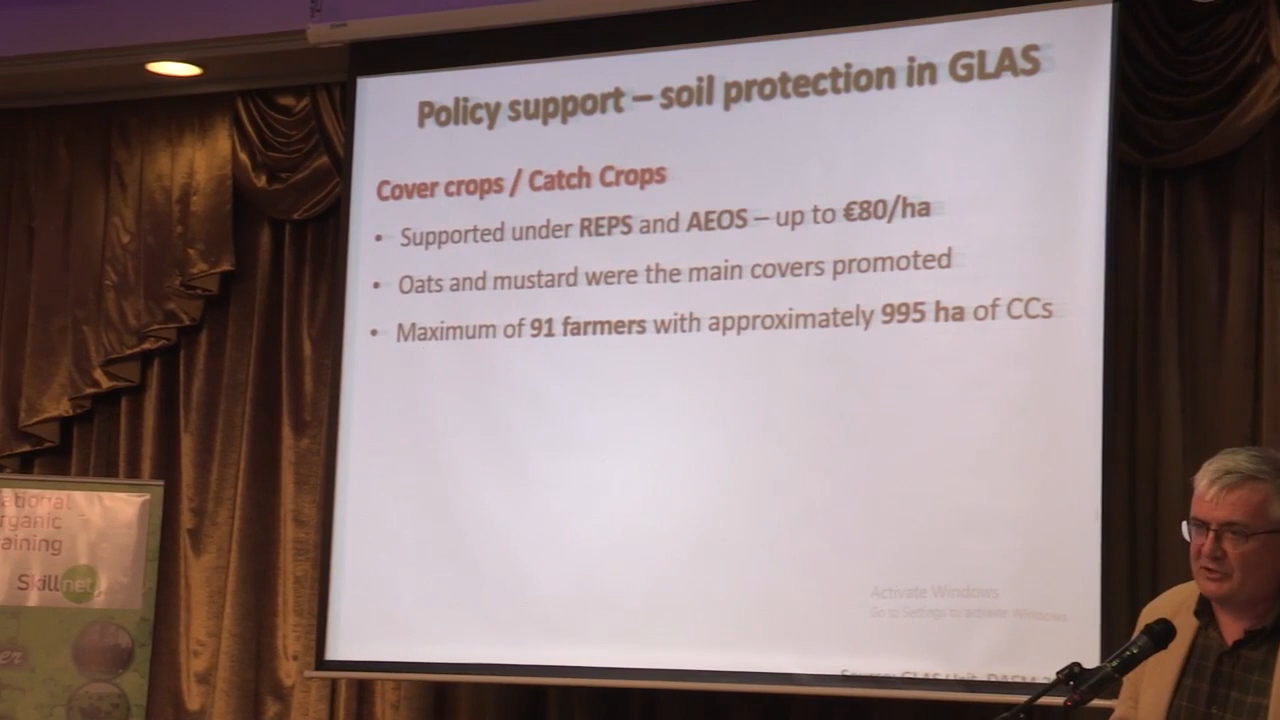 Policy support – soil protection in GLAS
Cover crops / Catch Crops
• Supported under REPS and AEOS – up to €80/ha
• Oats and mustard were the main covers promoted
• Maximum of 91 farmers with approximately 995 ha of CCs
Activate Windows
Go to Settings to activate Windows.
ational
rganic
aining
Skillnet
er